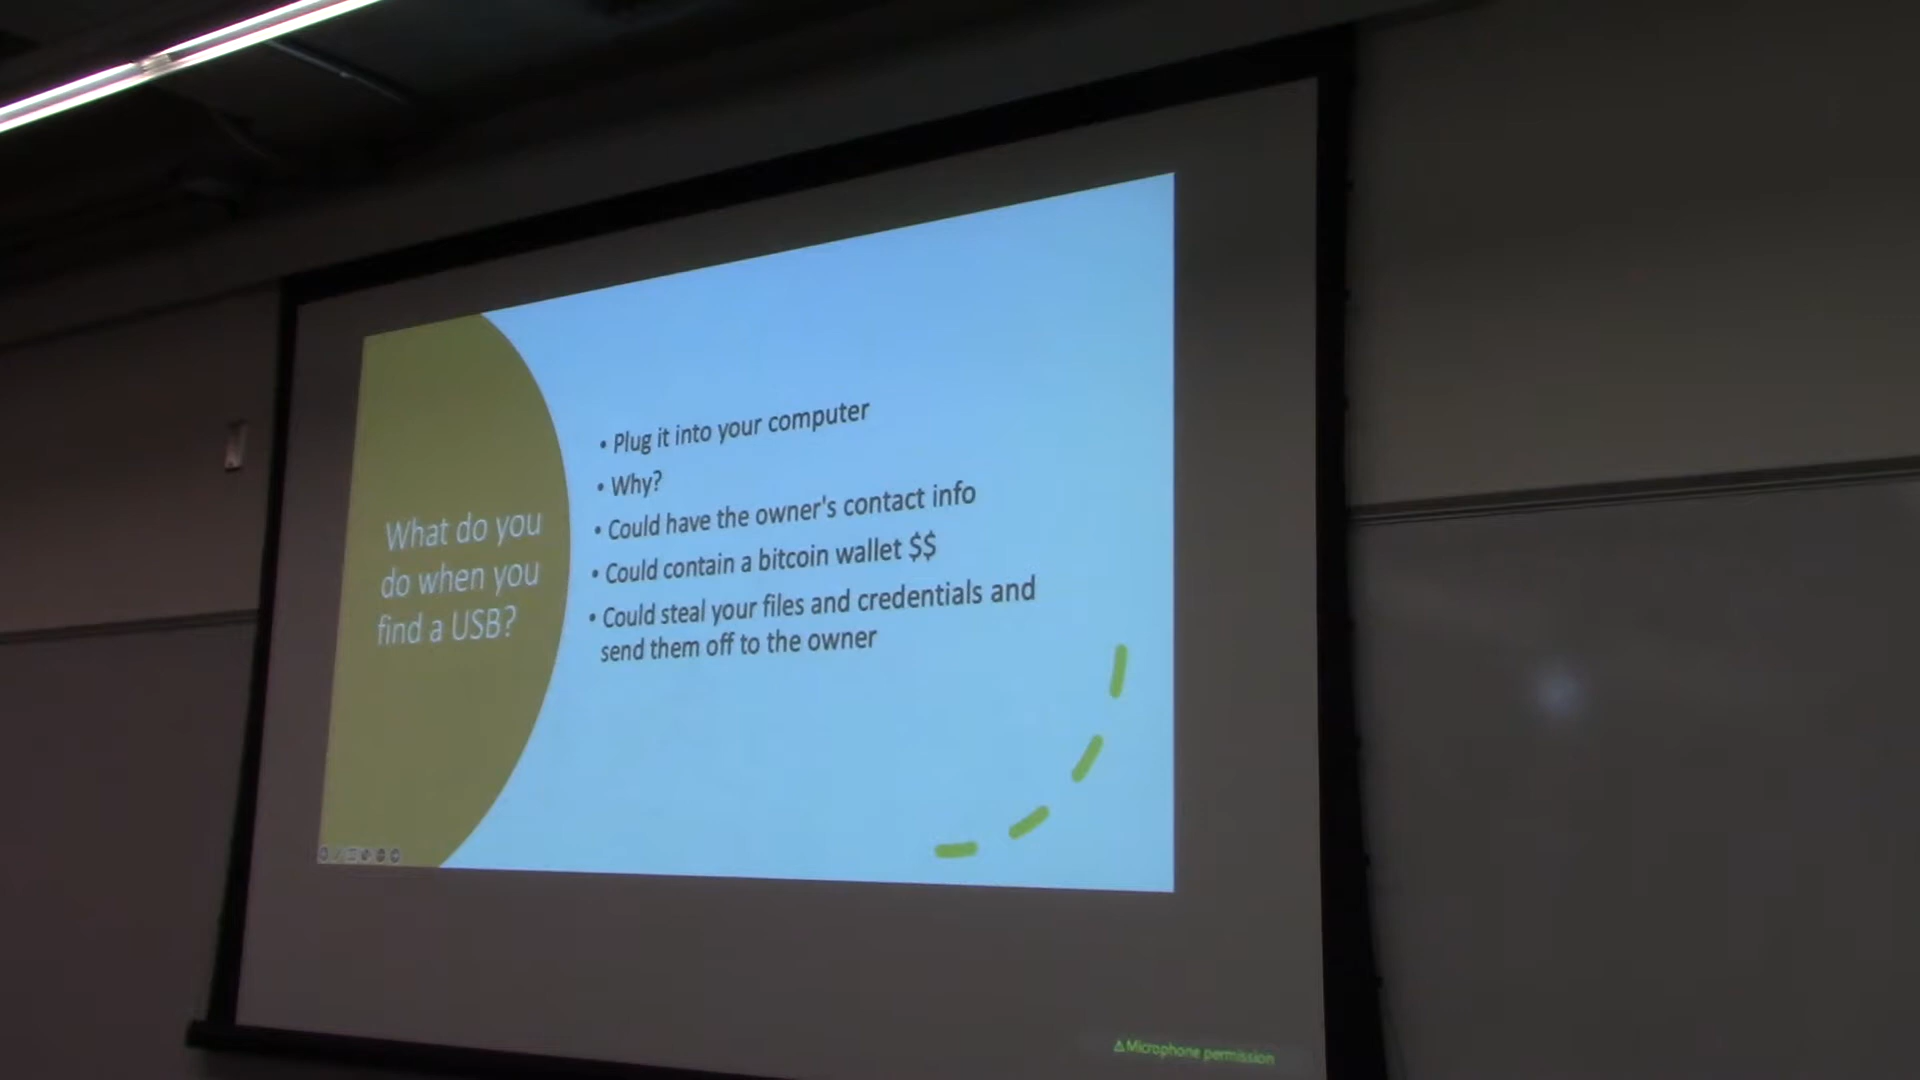 What do you
do when you
find a USB?
• Plug it into your computer
• Why?
• Could have the owner's contact info
• Could contain a bitcoin wallet $$
• Could steal your files and credentials and
send them off to the owner
⚠Microphone permission